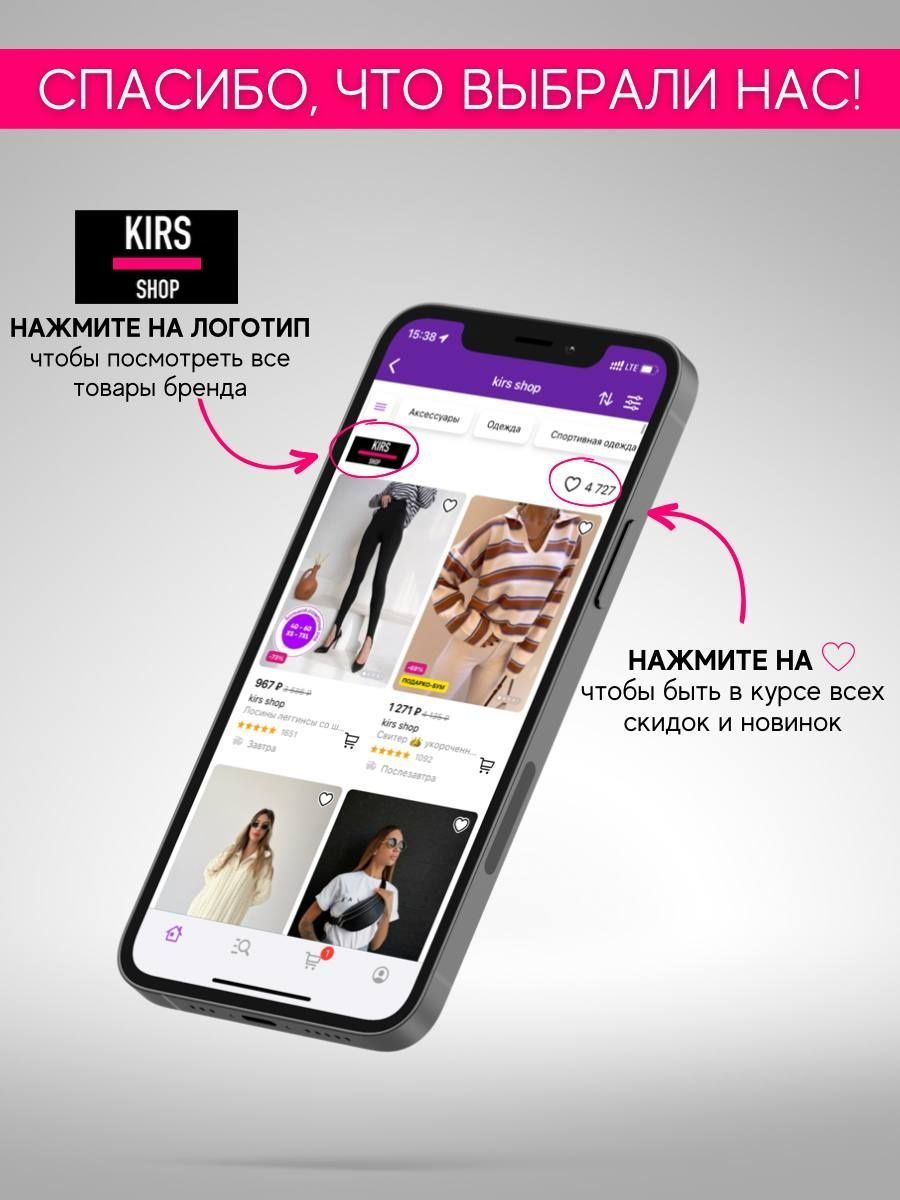 СПАСИБО, ЧТО ВЫБРАЛИ НАС!
KIRS
SHOP
НАЖМИТЕ НА ЛОГОТИП
чтобы посмотреть все
товары бренда
15:38
LTE
kirs shop
Аксессуары
Одежда
Спортивная одежда
KIRS
SHOP
4 727
40 - 60
XS - 7XL
-73%
-69%
ПОДАРКО-БУМ
967 ₽
kirs shop
Лосины леггинсы со ш...
1651
Завтра
1 271 ₽ 4 135 ₽
kirs shop
Свитер 👍 укороченн...
1092
Послезавтра
НАЖМИТЕ НА ♡
чтобы быть в курсе всех
скидок и новинок
1